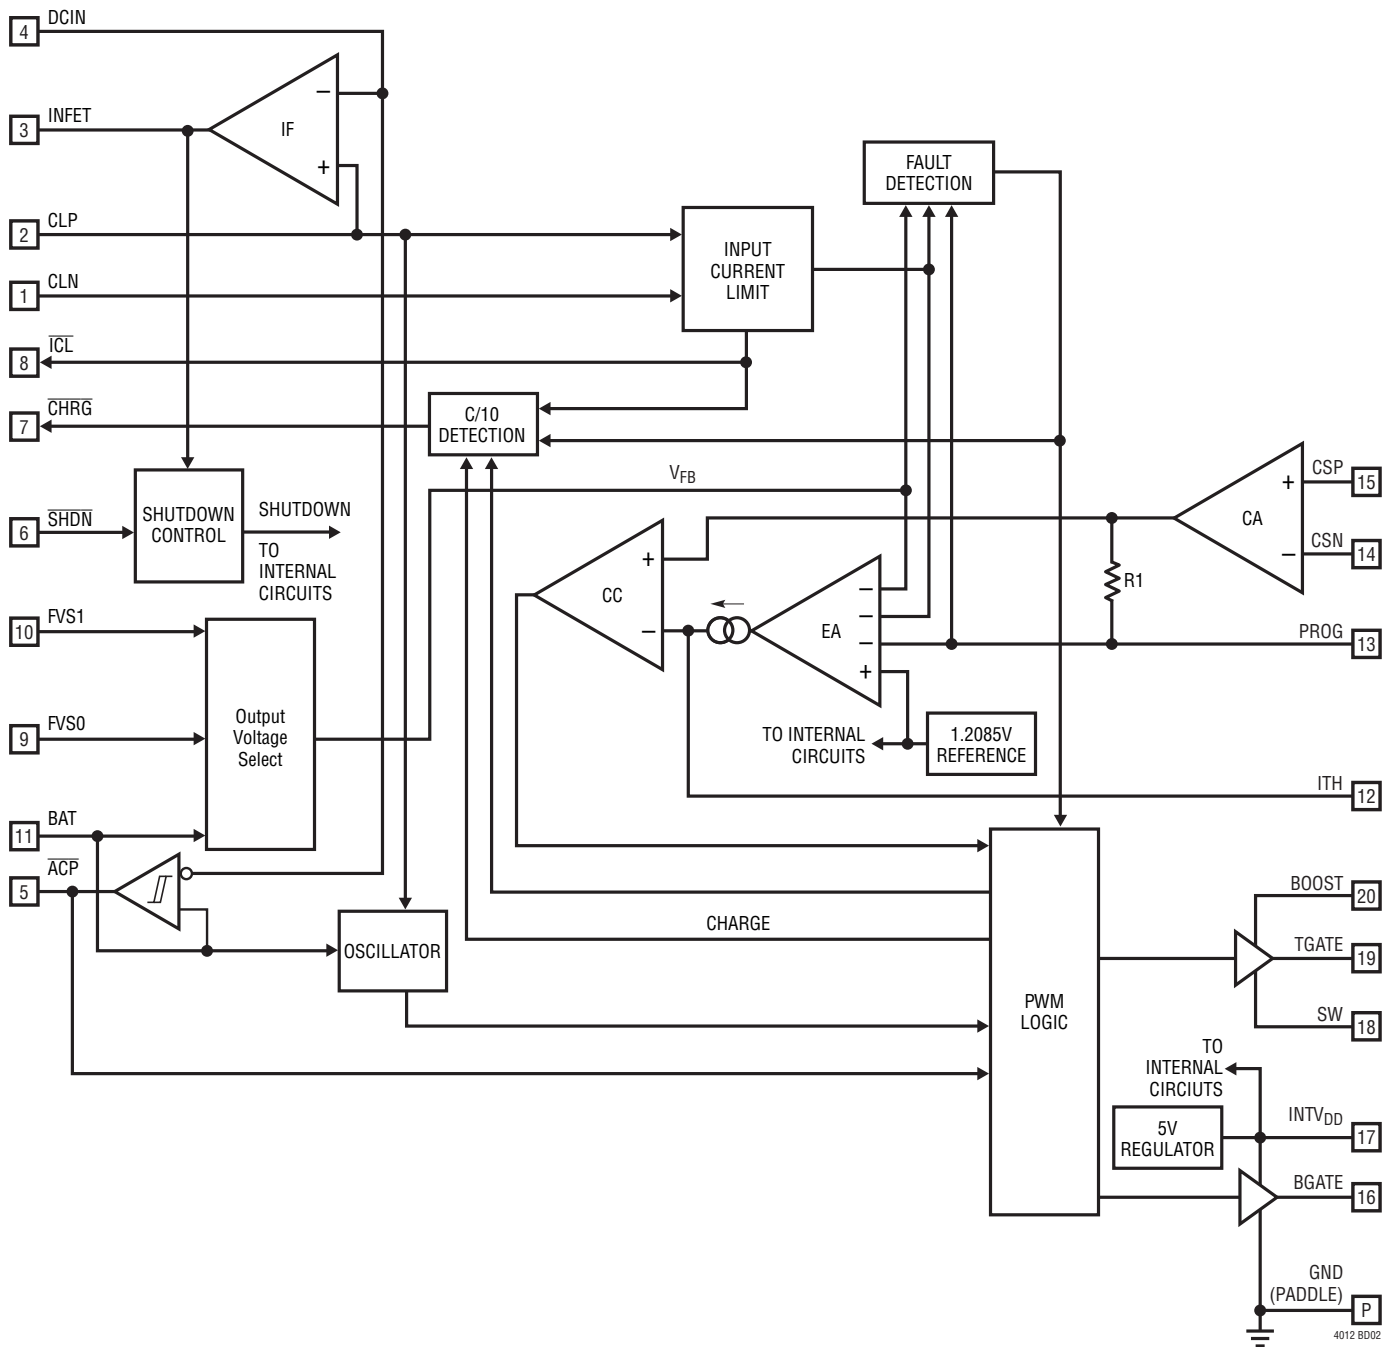 4 DCIN
3 INFET
IF
−
+
2 CLP
1 CLN
8 ICL
7 CHRG
6 SHDN
10 FVS1
9 FVS0
11 BAT
5 ACP
FAULT
DETECTION
INPUT
CURRENT
LIMIT
C/10
DETECTION
SHUTDOWN
CONTROL
SHUTDOWN
TO
INTERNAL
CIRCUITS
VFB
+
CC
−
−
−
−
+
EA
+
CA
−
CSP 15
CSN 14
R1
PROG 13
Output
Voltage
Select
TO INTERNAL
CIRCUITS
1.2085V
REFERENCE
ITH 12
OSCILLATOR
CHARGE
PWM
LOGIC
BOOST 20
TGATE 19
SW 18
TO
INTERNAL
CIRCIUTS
5V
REGULATOR
INTVDD 17
BGATE 16
GND
(PADDLE) P
4012 BD02